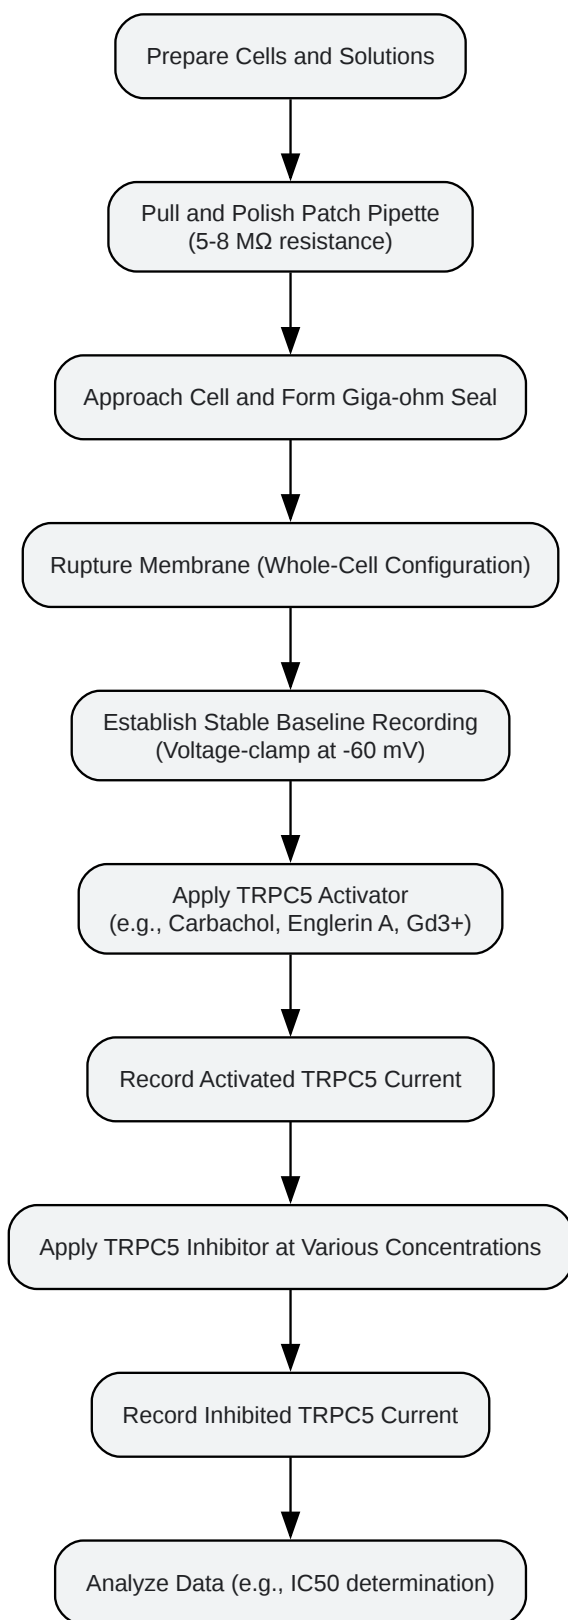 Prepare Cells and Solutions
Pull and Polish Patch Pipette
(5-8 MΩ resistance)
Approach Cell and Form Giga-ohm Seal
Rupture Membrane (Whole-Cell Configuration)
Establish Stable Baseline Recording
(Voltage-clamp at -60 mV)
Apply TRPC5 Activator
(e.g., Carbachol, Englerin A, Gd3+)
Record Activated TRPC5 Current
Apply TRPC5 Inhibitor at Various Concentrations
Record Inhibited TRPC5 Current
Analyze Data (e.g., IC50 determination)